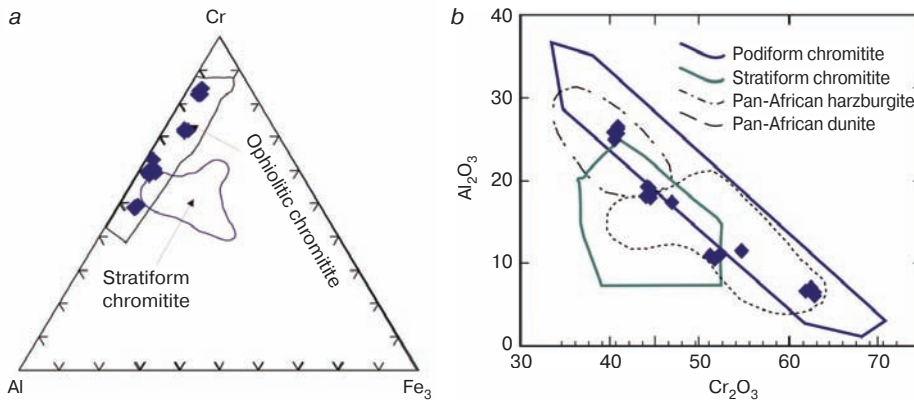 a
Cr
Ophiolitic chromitite
Stratiform
chromitite
Al
Fe3
b
40
30
20
10
0
Al2O3
Podiform chromitite
Stratiform chromitite
Pan-African harzburgite
Pan-African dunite
30 40 50 60 70
Cr2O3